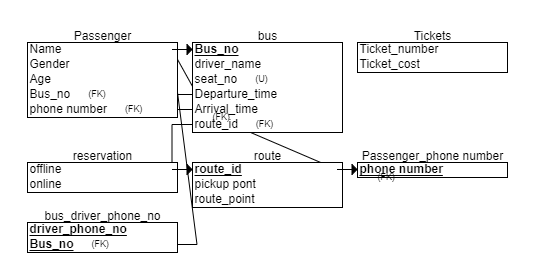 Passenger
Name
Gender
Age
Bus_no (FK)
phone number (FK)
bus
Bus_no
driver_name
seat_no (U)
Departure_time
Arrival_time
(FK)
route_id (FK)
Tickets
Ticket_number
Ticket_cost
reservation
offline
online
route
route_id
pickup pont
route_point
Passenger_phone number
phone number
(FK)
bus_driver_phone_no
driver_phone_no
Bus_no (FK)